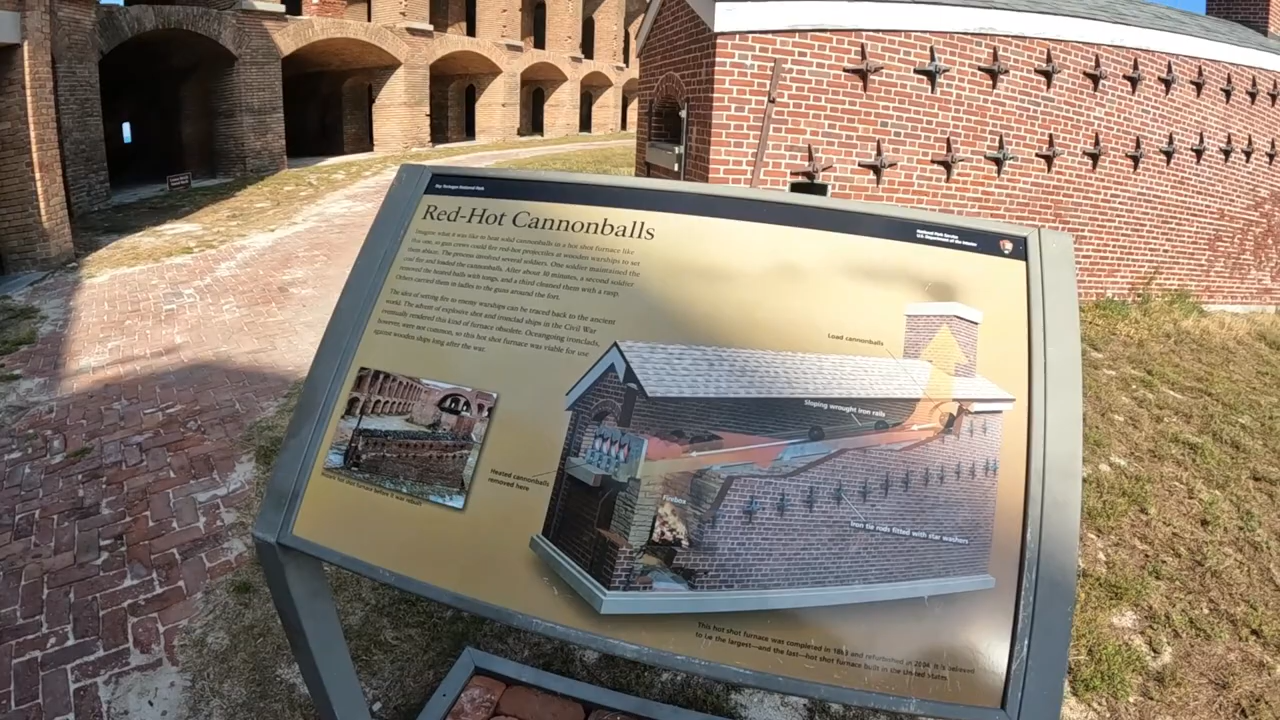 Dry Tortugas National Park
National Park Service
U.S. Department of the Interior
Red-Hot Cannonballs
Imagine what it was like to heat solid cannonballs in a hot shot furnace like
this one, so gun crews could fire red-hot projectiles at wooden warships to set
them ablaze. The process involved several soldiers. One soldier maintained the
coal fire and loaded the cannonballs. After about 30 minutes, a second soldier
removed the heated balls with tongs, and a third cleaned them with a rasp.
Others carried them in ladles to the guns around the fort.
The idea of setting fire to enemy warships can be traced back to the ancient
world. The advent of explosive shot and ironclad ships in the Civil War
eventually rendered this kind of furnace obsolete. Oceangoing ironclads,
however, were not common, so this hot shot furnace was viable for use
against wooden ships long after the war.
Load cannonballs
Sloping wrought iron rails
Heated cannonballs
removed here
Firebox
Iron tie rods fitted with star washers
hot shot furnace before it was rebuilt
This hot shot furnace was completed in and refurbished in It is believed
to be the largest—and the last—hot shot furnace built in the United States.